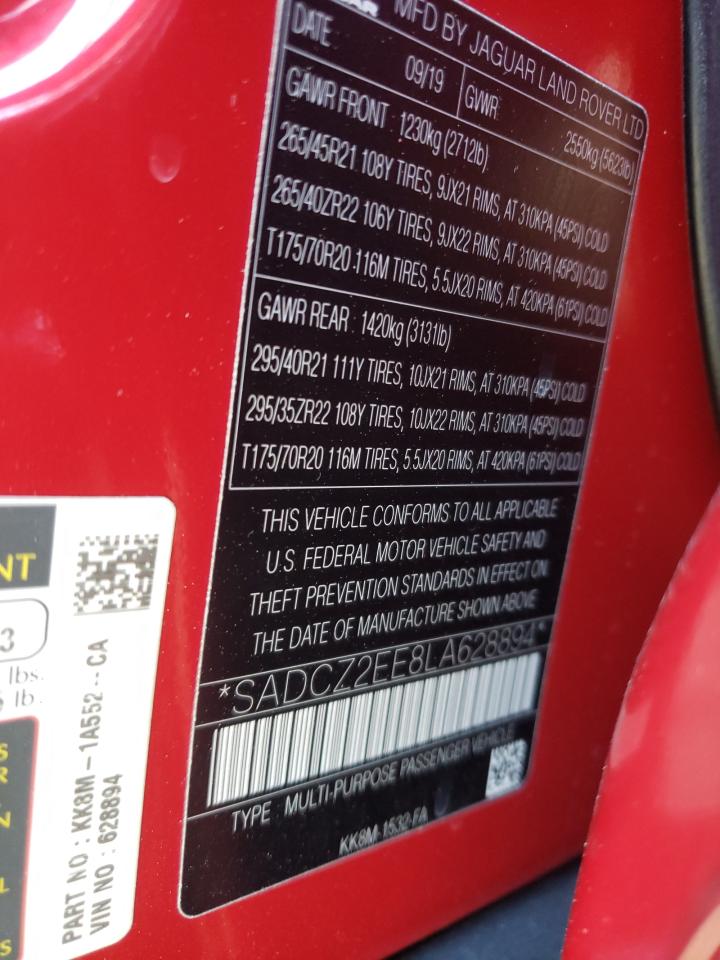 MFD BY JAGUAR LAND ROVER LTD
DATE 09/19 GVWR 2550kg (5623lb)
GAWR FRONT 1230kg (2712lb)
265/45R21 108Y TIRES, 9JX21 RIMS, AT 310KPA (45PSI) COLD
265/40ZR22 106Y TIRES, 9JX22 RIMS, AT 310KPA (45PSI) COLD
T175/70R20 116M TIRES, 5.5JX20 RIMS, AT 420KPA (61PSI) COLD
GAWR REAR 1420kg (3131lb)
295/40R21 111Y TIRES, 10JX21 RIMS, AT 310KPA (45PSI) COLD
295/35ZR22 108Y TIRES, 10JX22 RIMS, AT 310KPA (45PSI) COLD
T175/70R20 116M TIRES, 5.5JX20 RIMS, AT 420KPA (61PSI) COLD
THIS VEHICLE CONFORMS TO ALL APPLICABLE
U.S. FEDERAL MOTOR VEHICLE SAFETY AND
THEFT PREVENTION STANDARDS IN EFFECT ON
THE DATE OF MANUFACTURE SHOWN ABOVE
*SADCZ2EE8LA628894*
TYPE MULTI-PURPOSE PASSENGER VEHICLE
KK8M-1532-FA
NT
3
lbs.
lb.
S
R
N
L
S
PART NO : KK8M-1A552--CA
VIN NO : 628894